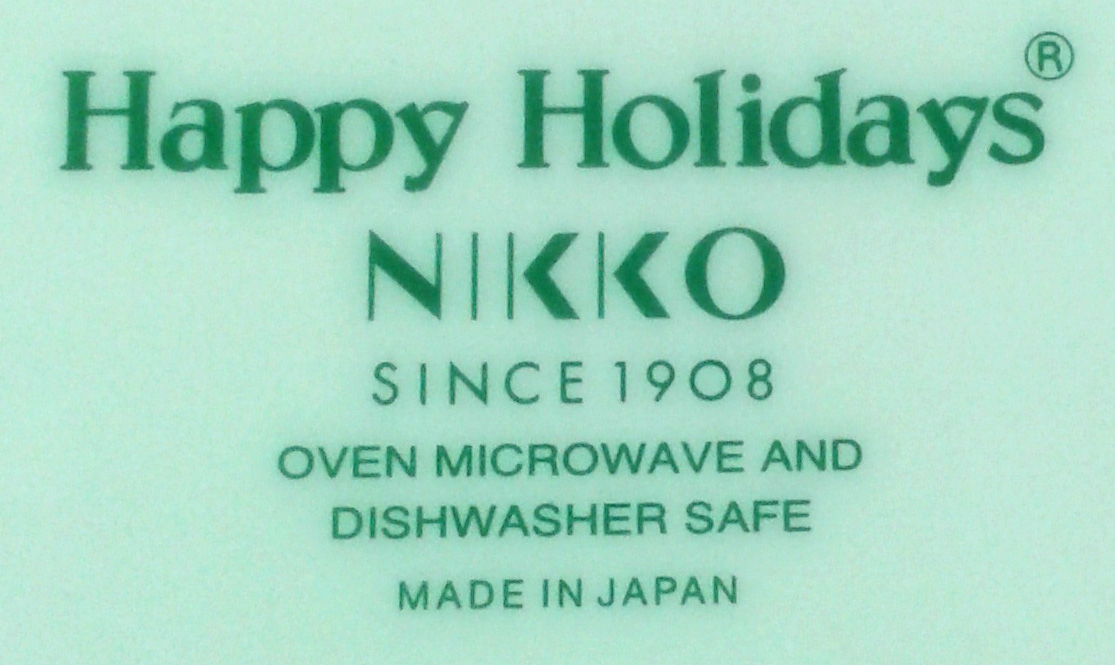 Happy Holidays®
NIKKO
SINCE 1908
OVEN MICROWAVE AND
DISHWASHER SAFE
MADE IN JAPAN